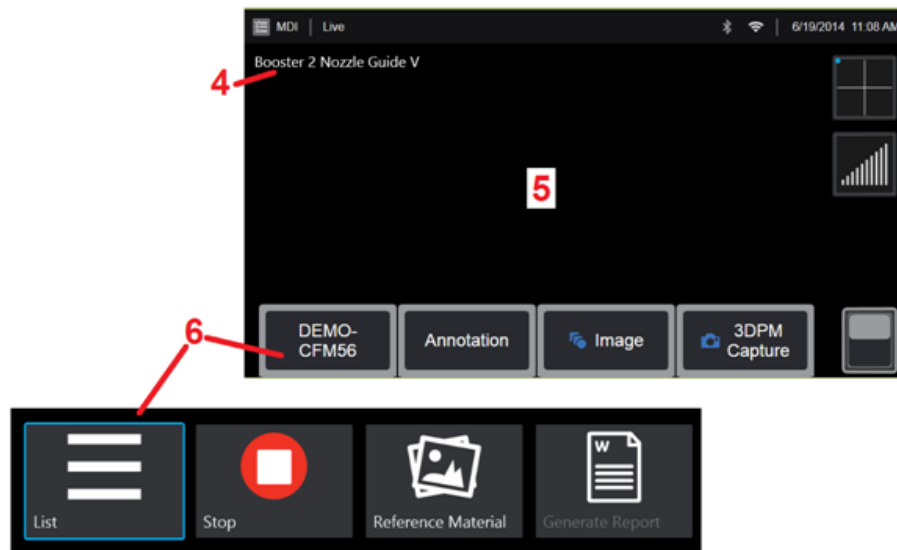 MDI | Live
6/19/2014 11:08 AM
Booster 2 Nozzle Guide V
4
5
DEMO-
CFM56
Annotation
Image
3DPM
Capture
6
List
Stop
Reference Material
W
Generate Report